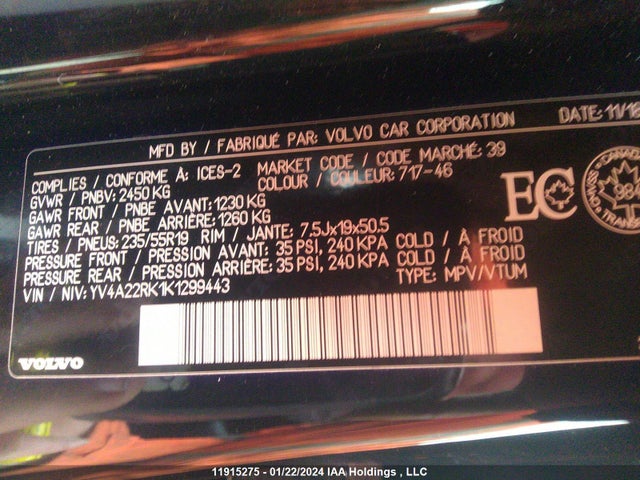 MFD BY / FABRIQUÉ PAR: VOLVO CAR CORPORATION DATE: 11/18
COMPLIES / CONFORME À: ICES-2 MARKET CODE / CODE MARCHÉ: 39
GVWR / PNBV: 2450 KG COLOUR / COULEUR: 717-46
GAWR FRONT / PNBE AVANT: 1230 KG
GAWR REAR / PNBE ARRIÈRE: 1260 KG
TIRES / PNEUS: 235/55R19 RIM / JANTE: 7.5Jx19x50.5
PRESSURE FRONT / PRESSION AVANT: 35 PSI, 240 KPA COLD / À FROID
PRESSURE REAR / PRESSION ARRIÈRE: 35 PSI, 240 KPA COLD / À FROID
VIN / NIV: YV4A22RK1K1299443 TYPE: MPV/VTUM
EC
CANADA
TRANS
VOLVO
11915275 - 01/22/2024 IAA Holdings , LLC